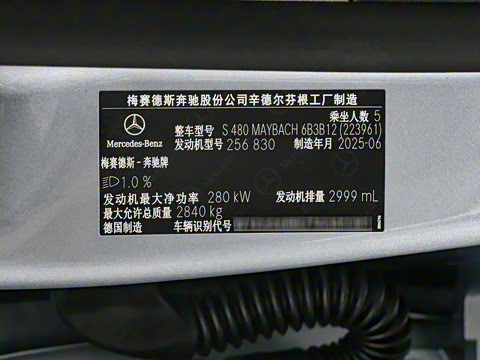 梅赛德斯奔驰股份公司辛德尔芬根工厂制造
乘坐人数 5
整车型号 S 480 MAYBACH 6B3B12 (223961)
Mercedes-Benz 发动机型号 256 830 制造年月 2025-06
梅赛德斯-奔驰牌
1.0 %
发动机最大净功率 280 kW 发动机排量 2999 mL
最大允许总质量 2840 kg
德国制造 车辆识别代号